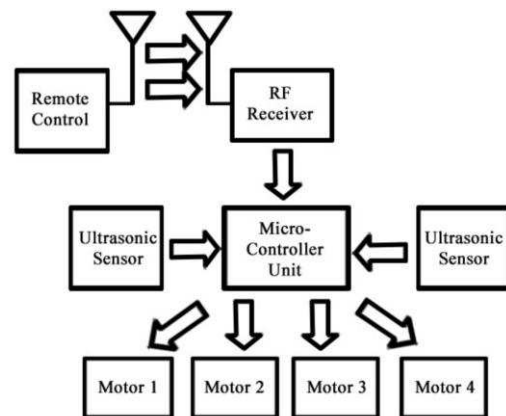 Remote
Control
RF
Receiver
Ultrasonic
Sensor
Micro-
Controller
Unit
Ultrasonic
Sensor
Motor 1
Motor 2
Motor 3
Motor 4